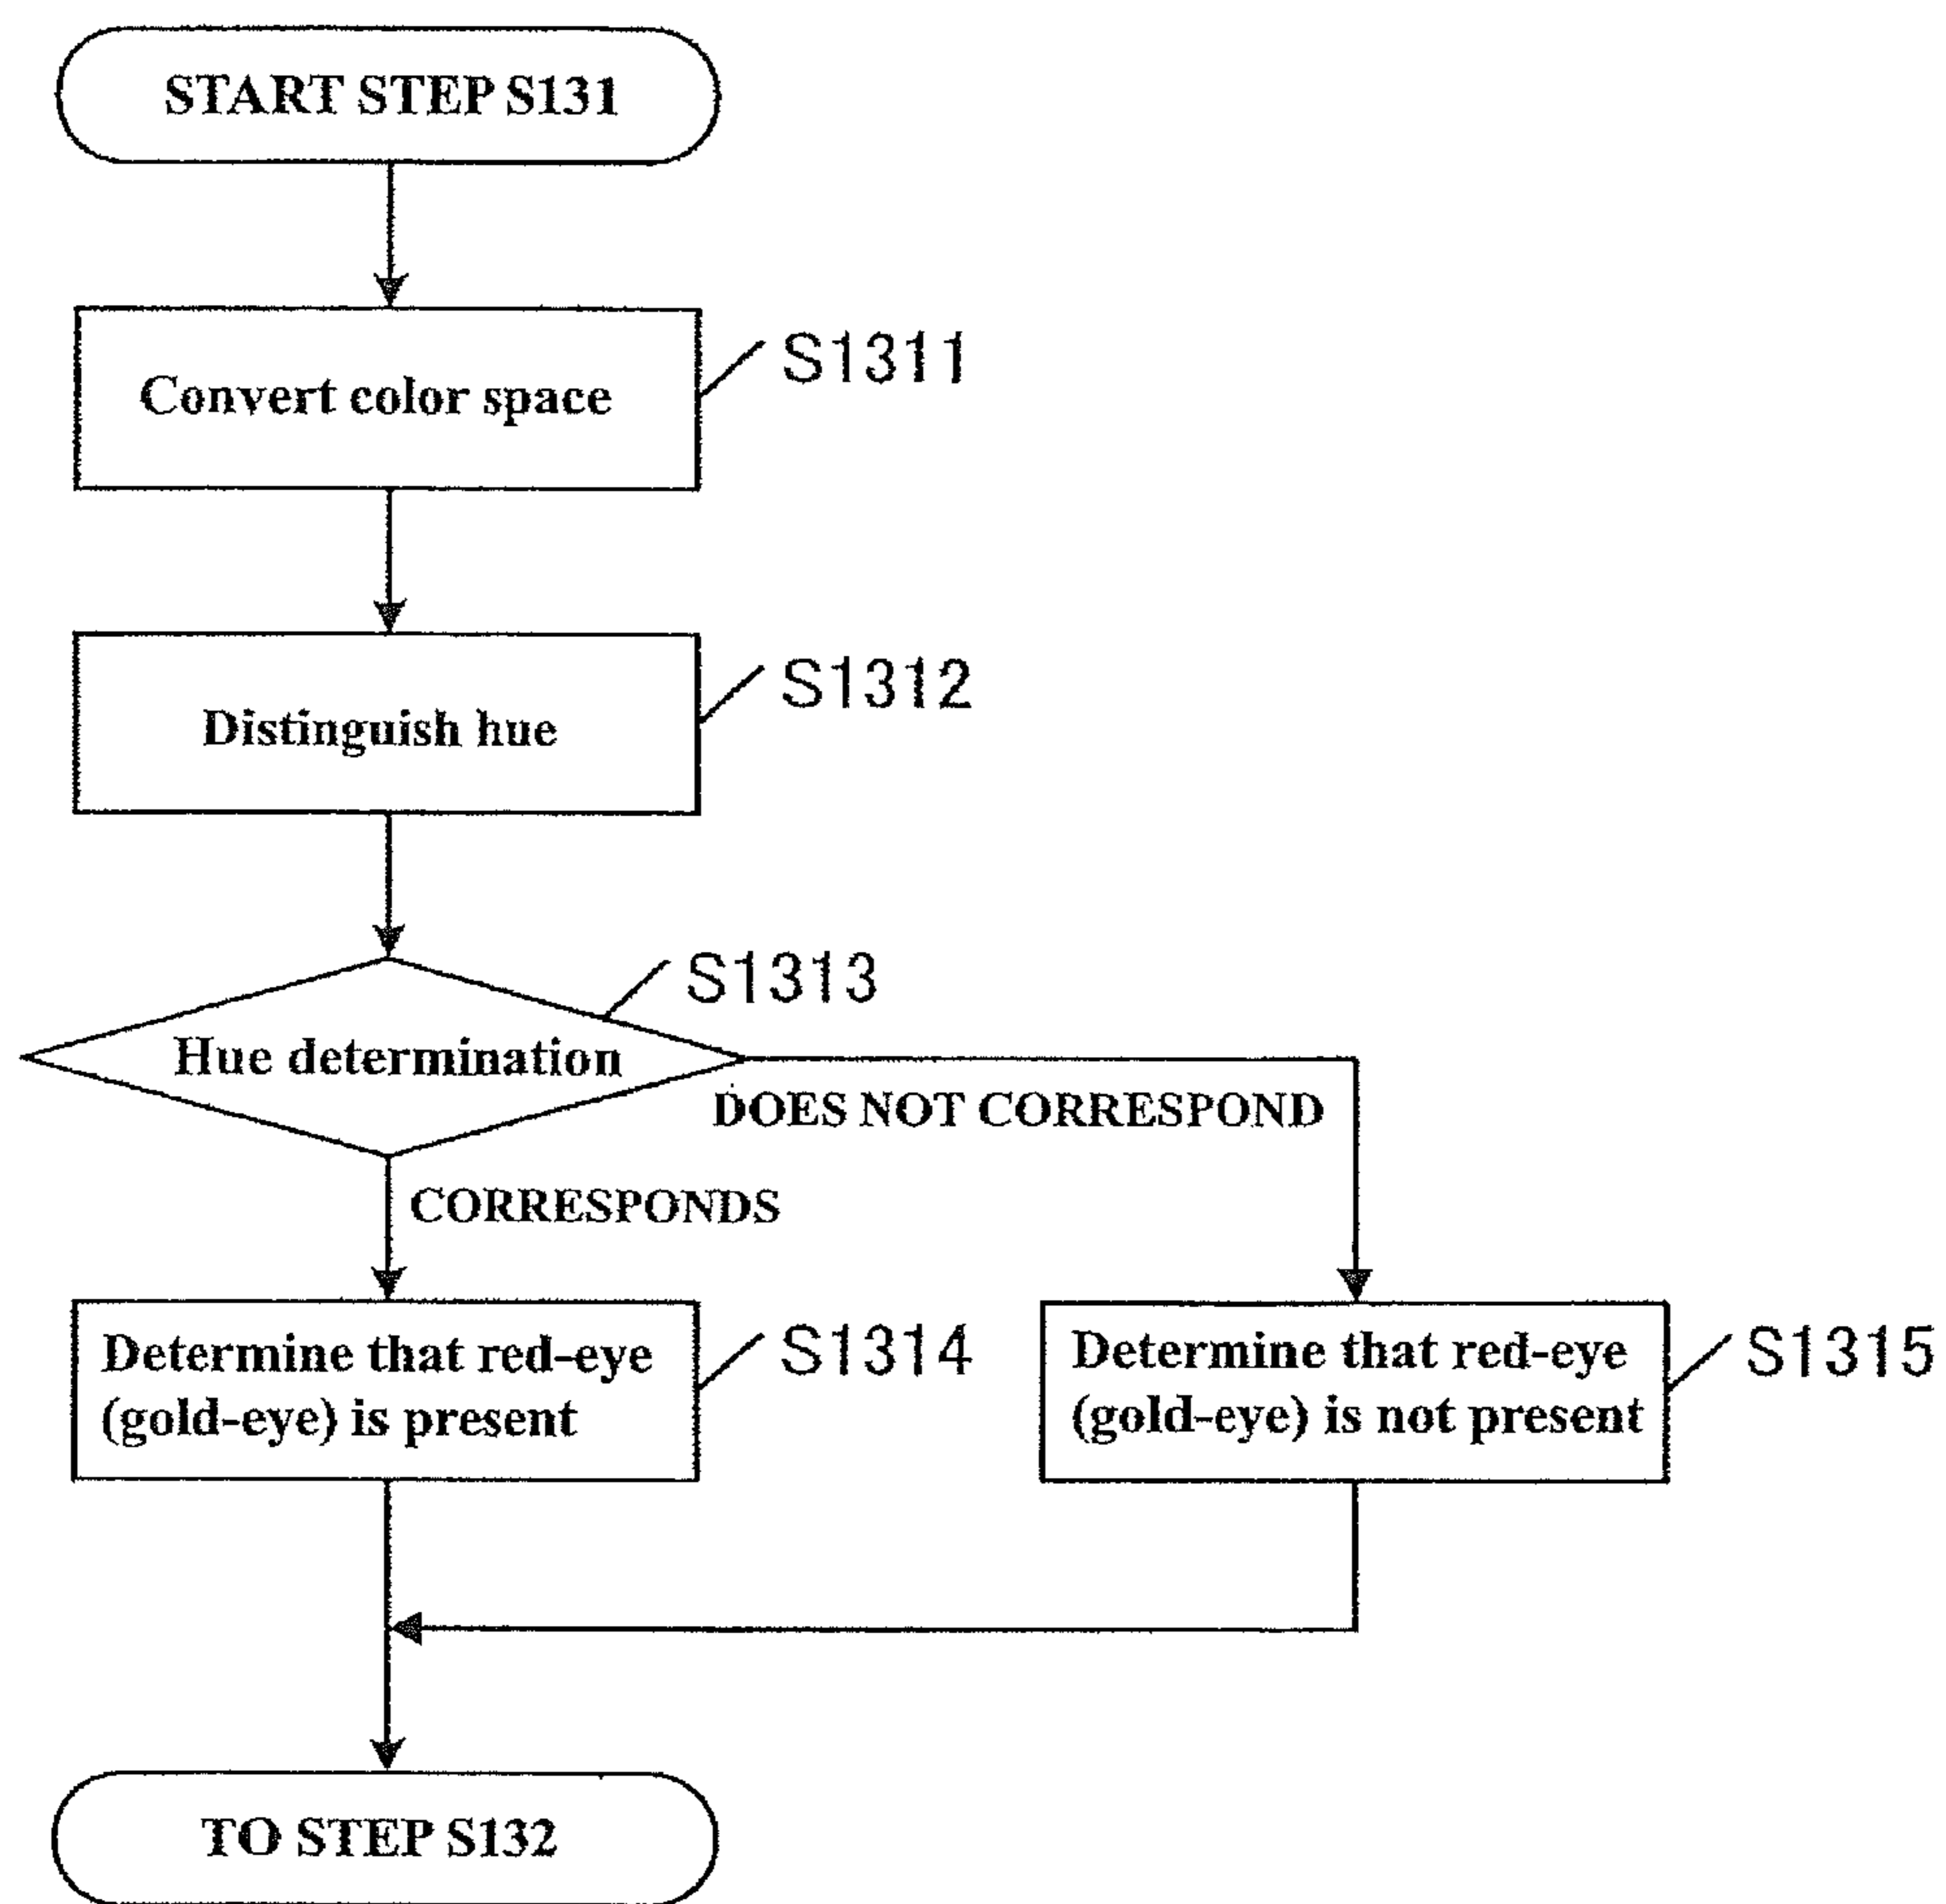 START STEP S131
Convert color space
S1311
Distinguish hue
S1312
S1313
Hue determination
DOES NOT CORRESPOND
CORRESPONDS
Determine that red-eye
(gold-eye) is present
S1314
Determine that red-eye
(gold-eye) is not present
S1315
TO STEP S132